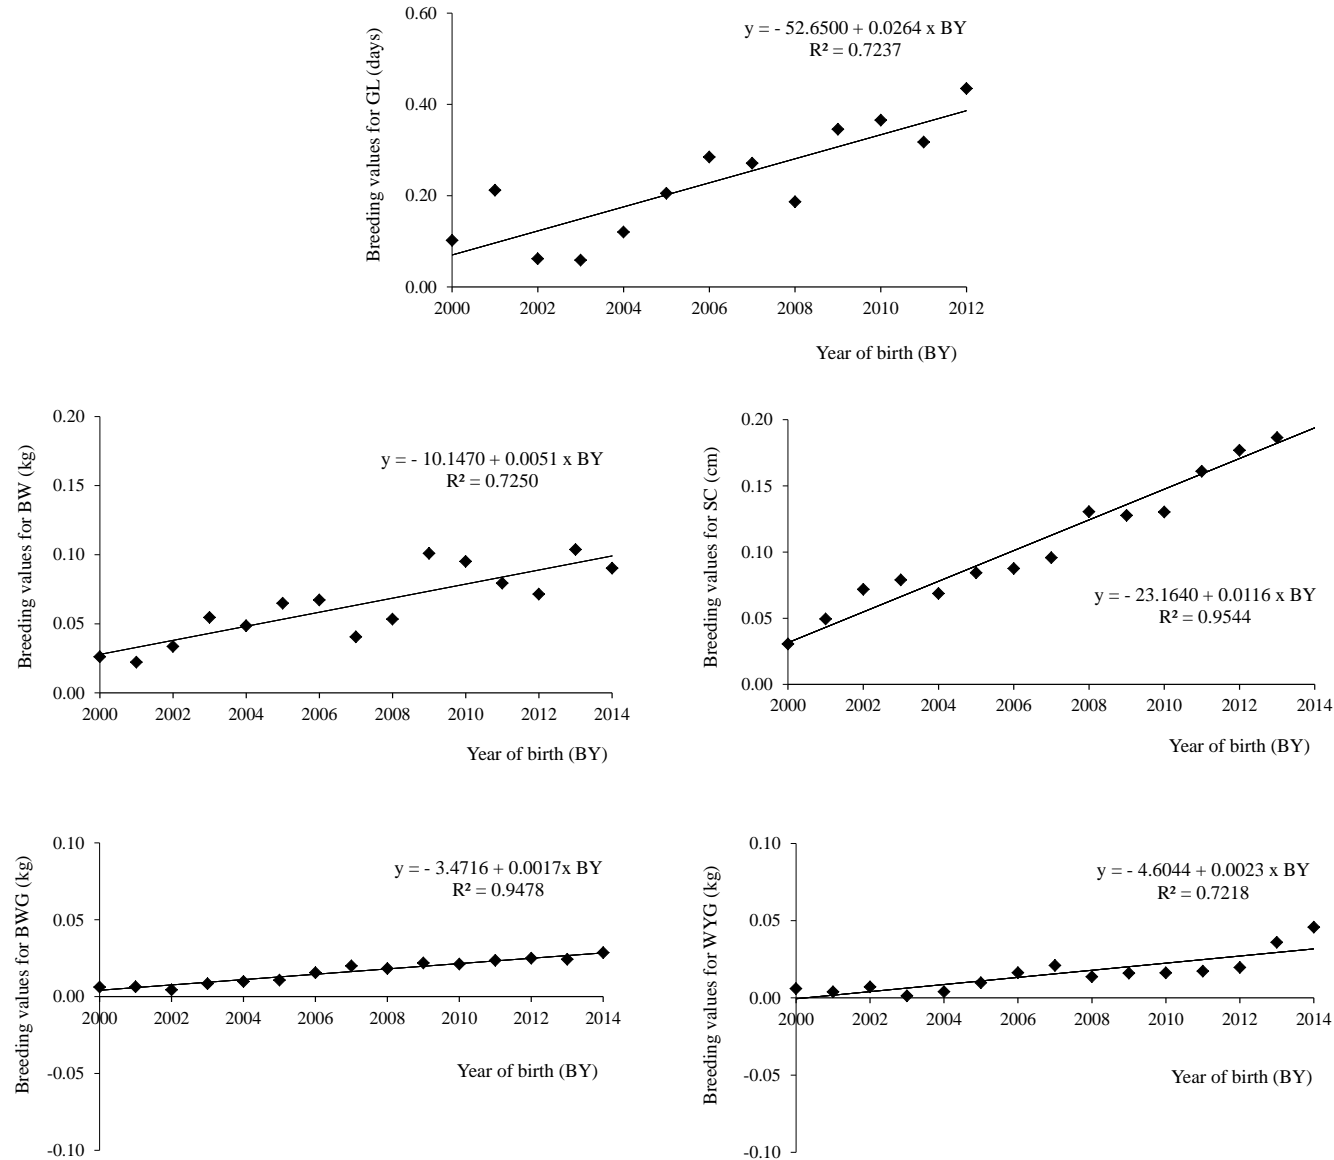 y = - 52.6500 + 0.0264 x BY
R² = 0.7237
Breeding values for GL (days)
0.60
0.40
0.20
0.00
2000 2002 2004 2006 2008 2010 2012
Year of birth (BY)
y = - 10.1470 + 0.0051 x BY
R² = 0.7250
Breeding values for BW (kg)
0.20
0.15
0.10
0.05
0.00
2000 2002 2004 2006 2008 2010 2012 2014
Year of birth (BY)
Breeding values for SC (cm)
0.20
0.15
0.10
0.05
0.00
y = - 23.1640 + 0.0116 x BY
R² = 0.9544
2000 2002 2004 2006 2008 2010 2012 2014
Year of birth (BY)
y = - 3.4716 + 0.0017x BY
R² = 0.9478
Breeding values for BWG (kg)
0.10
0.05
0.00
-0.05
-0.10
2000 2002 2004 2006 2008 2010 2012 2014
Year of birth (BY)
y = - 4.6044 + 0.0023 x BY
R² = 0.7218
Breeding values for WYG (kg)
0.10
0.05
0.00
-0.05
-0.10
2000 2002 2004 2006 2008 2010 2012 2014
Year of birth (BY)